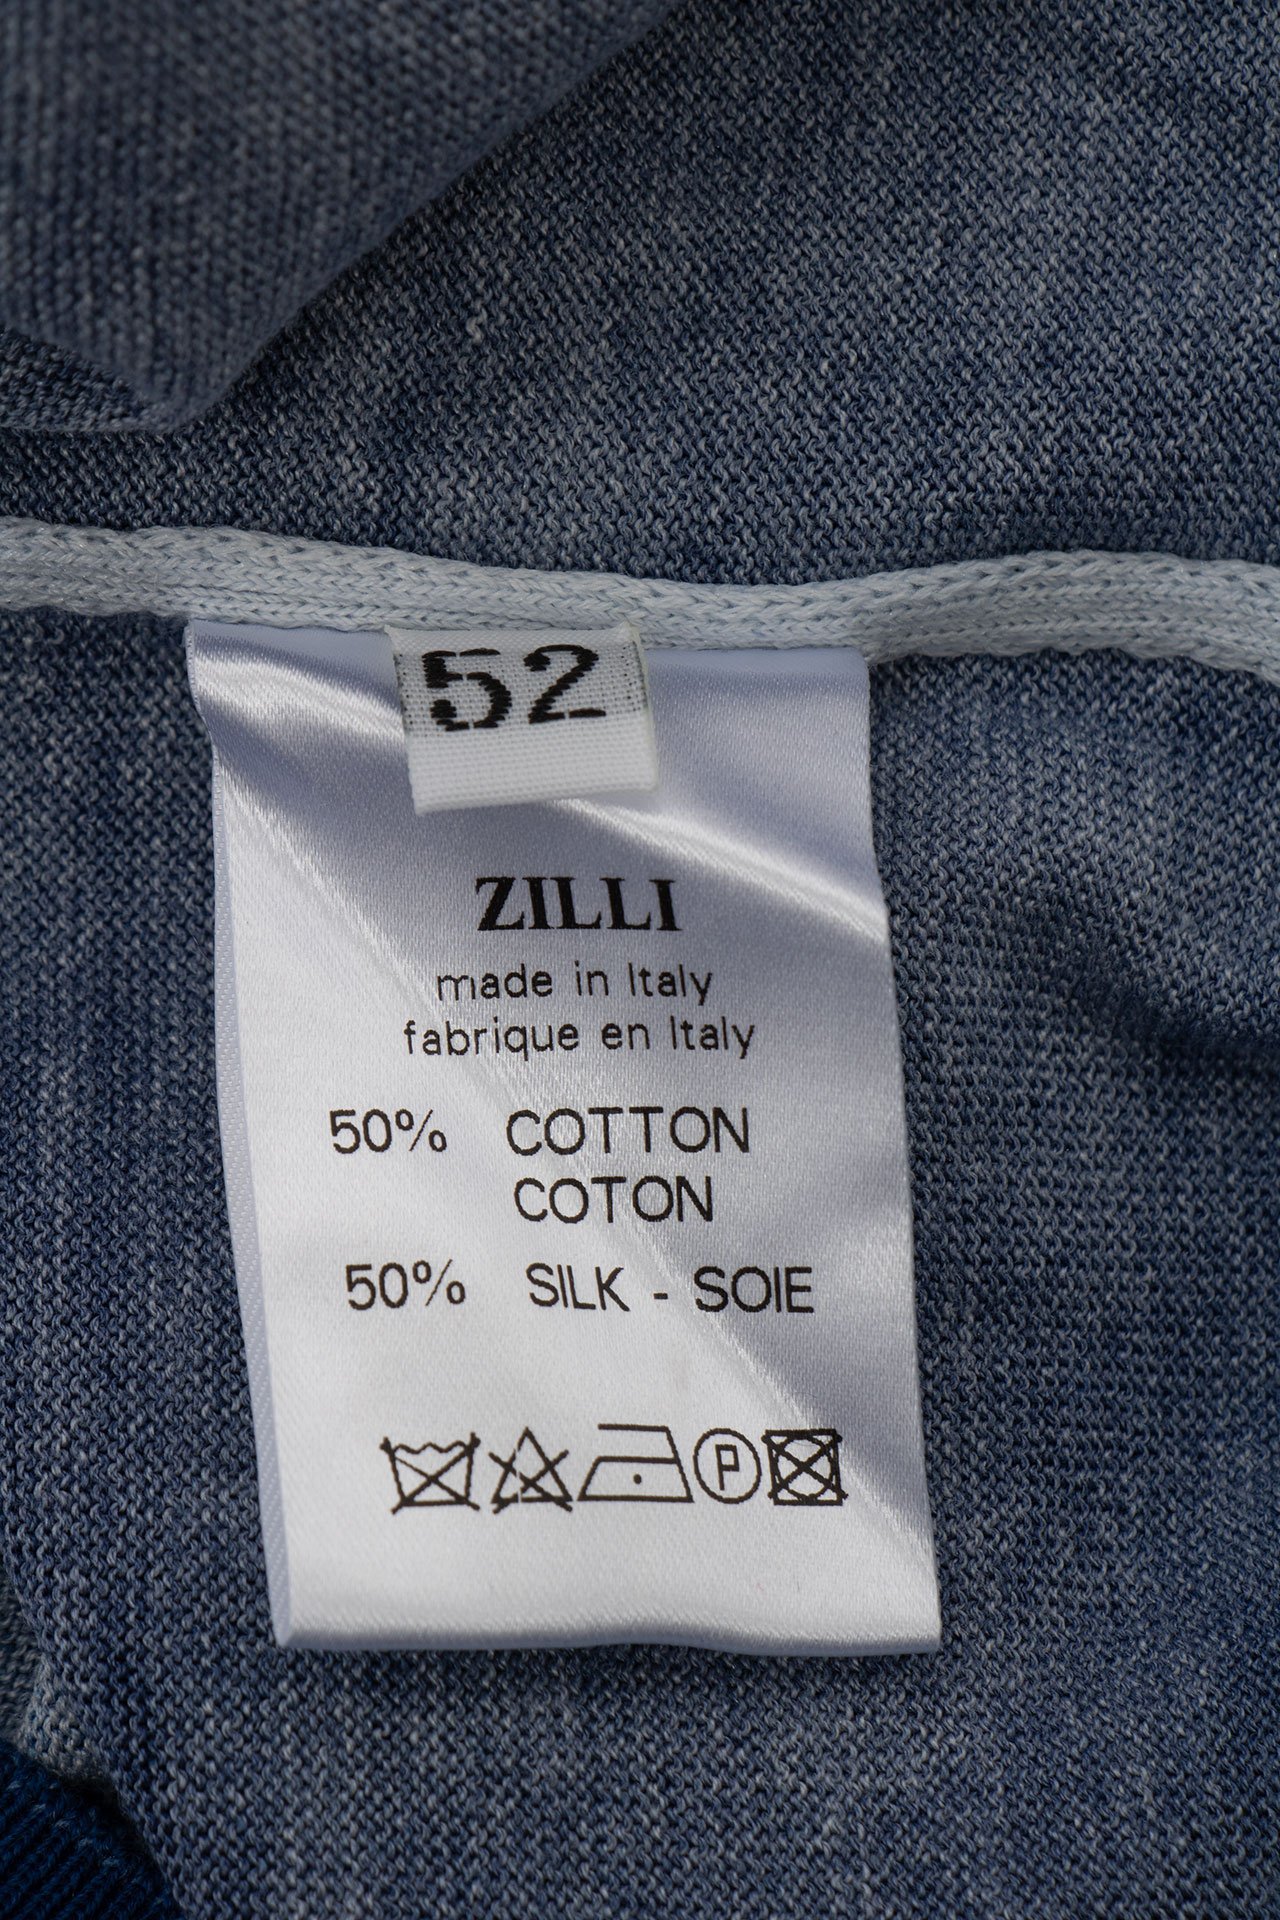 52
ZILLI
made in Italy
fabrique en Italy
50% COTTON
COTON
50% SILK - SOIE
P